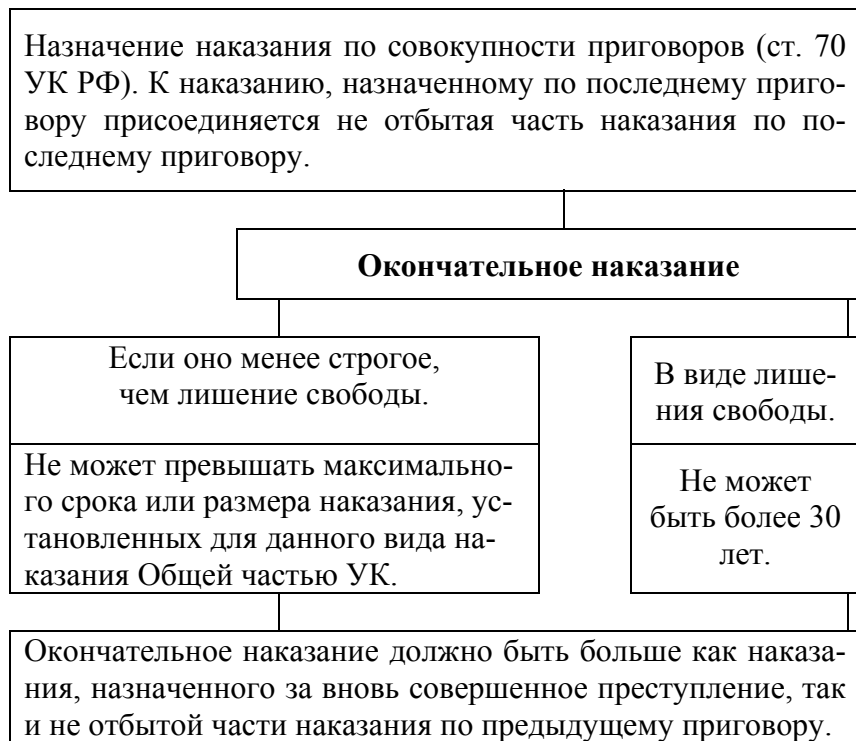 Назначение наказания по совокупности приговоров (ст. 70
УК РФ). К наказанию, назначенному по последнему приго-
вору присоединяется не отбытая часть наказания по по-
следнему приговору.
Окончательное наказание
Если оно менее строгое,
чем лишение свободы.
Не может превышать максимально-
го срока или размера наказания, ус-
тановленных для данного вида на-
казания Общей частью УК.
В виде лише-
ния свободы.
Не может
быть более 30
лет.
Окончательное наказание должно быть больше как наказа-
ния, назначенного за вновь совершенное преступление, так
и не отбытой части наказания по предыдущему приговору.